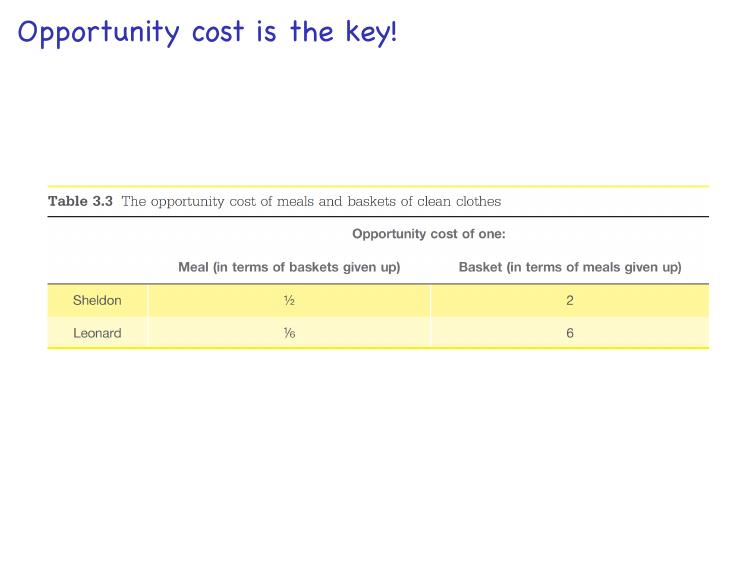 Opportunity cost is the key!
Table 3.3 The opportunity cost of meals and baskets of clean clothes
Opportunity cost of one:
Meal (in terms of baskets given up) Basket (in terms of meals given up)
Sheldon ½ 2
Leonard ⅙ 6